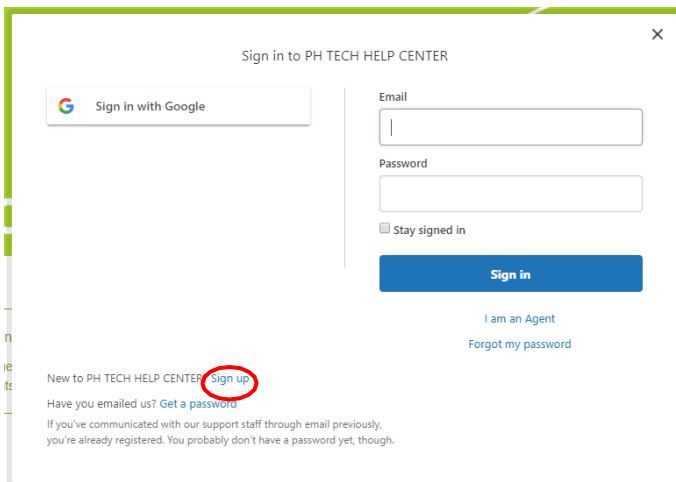 Sign in to PH TECH HELP CENTER
Sign in with Google
Email
Password
Stay signed in
Sign in
I am an Agent
Forgot my password
New to PH TECH HELP CENTER? Sign up
Have you emailed us? Get a password
If you've communicated with our support staff through email previously,
you're already registered. You probably don't have a password yet, though.